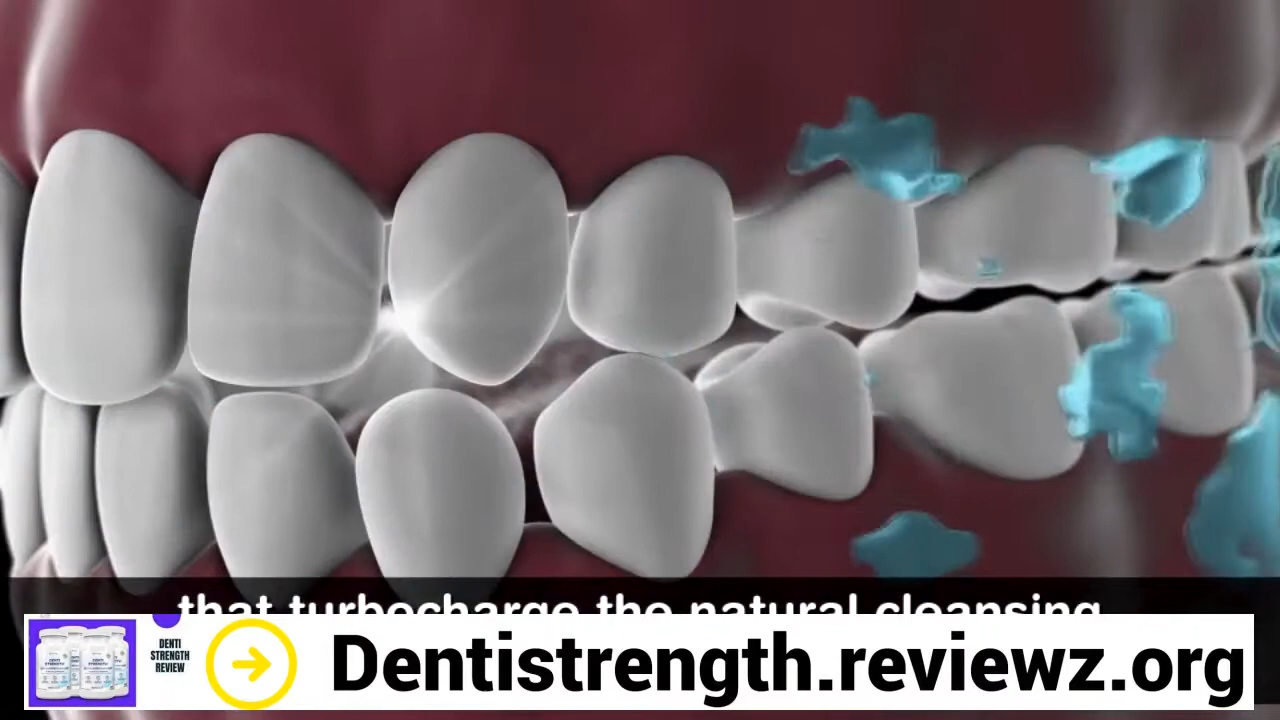 that turbocharge the natural cleansing
DENTI
STRENGTH
REVIEW
Dentistrength.reviewz.org